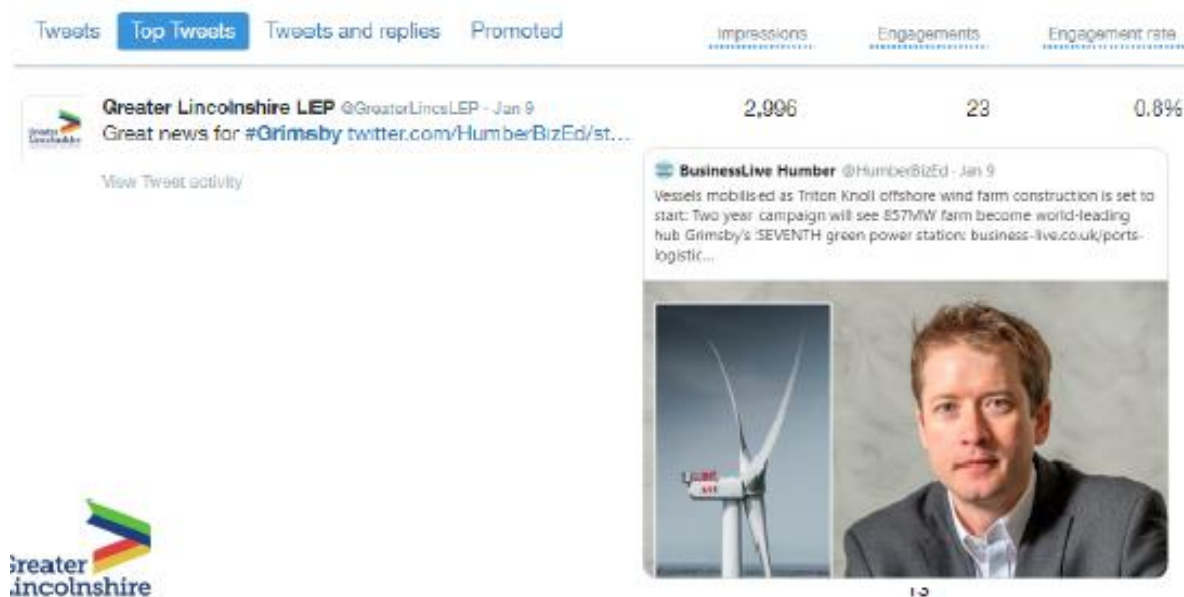 Tweets Top Tweets Tweets and replies Promoted Impressions Engagements Engagement rate
Greater Lincolnshire LEP @GreaterLincsLEP · Jan 9 2,996 23 0.8%
Great news for #Grimsby twitter.com/HumberBizEd/st...
View Tweet activity
BusinessLive Humber @HumberBizEd · Jan 9
Vessels mobilised as Triton Knoll offshore wind farm construction is set to
start: Two year campaign will see 857MW farm become world-leading
hub Grimsby's SEVENTH green power station: business-live.co.uk/ports-
logistic...
Greater
Lincolnshire